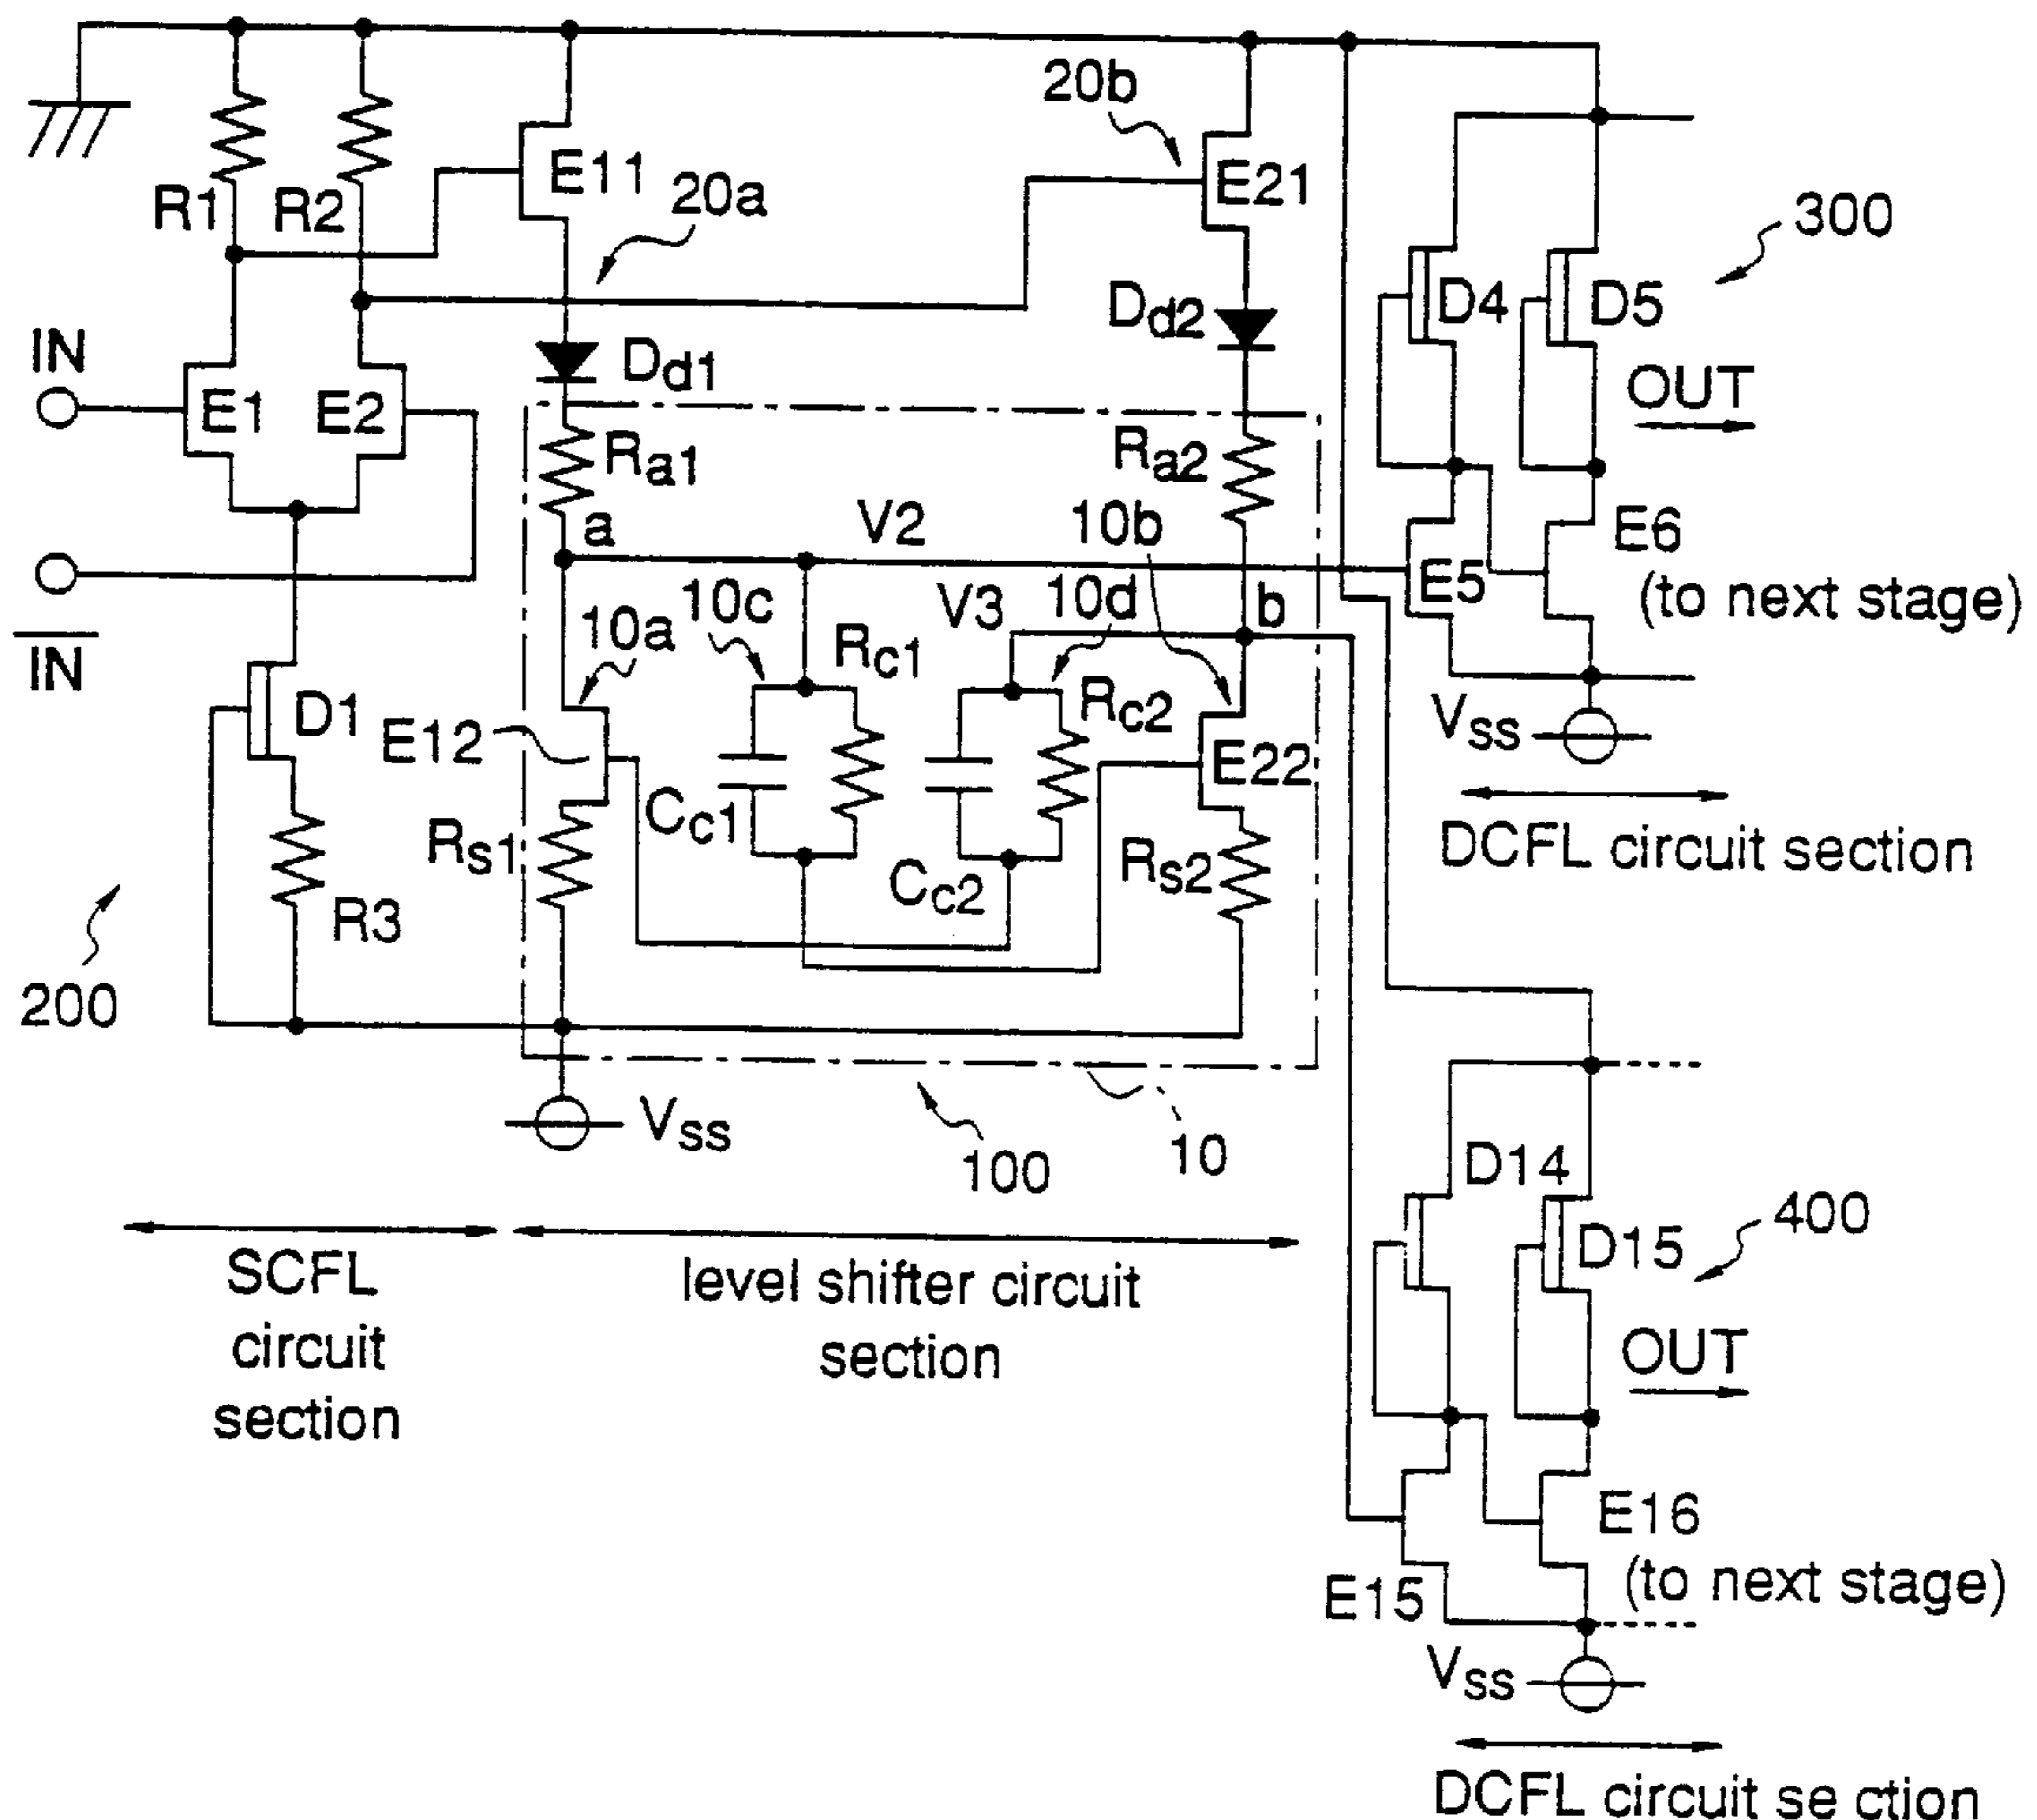 20b
E11
E21
R1
R2
20a
300
IN
Dd2
D4
D5
Dd1
OUT
E1
E2
Ra1
Ra2
a
V2
10b
E6
E5
(to next stage)
IN
10a
10c
V3
10d
b
Rc1
D1
Rc2
E12
E22
Vss
Cc1
Rs1
Cc2
Rs2
DCFL circuit section
R3
200
Vss
100
10
D14
400
D15
SCFL
circuit
section
level shifter circuit
section
OUT
E16
E15
(to next stage)
Vss
DCFL circuit se ction